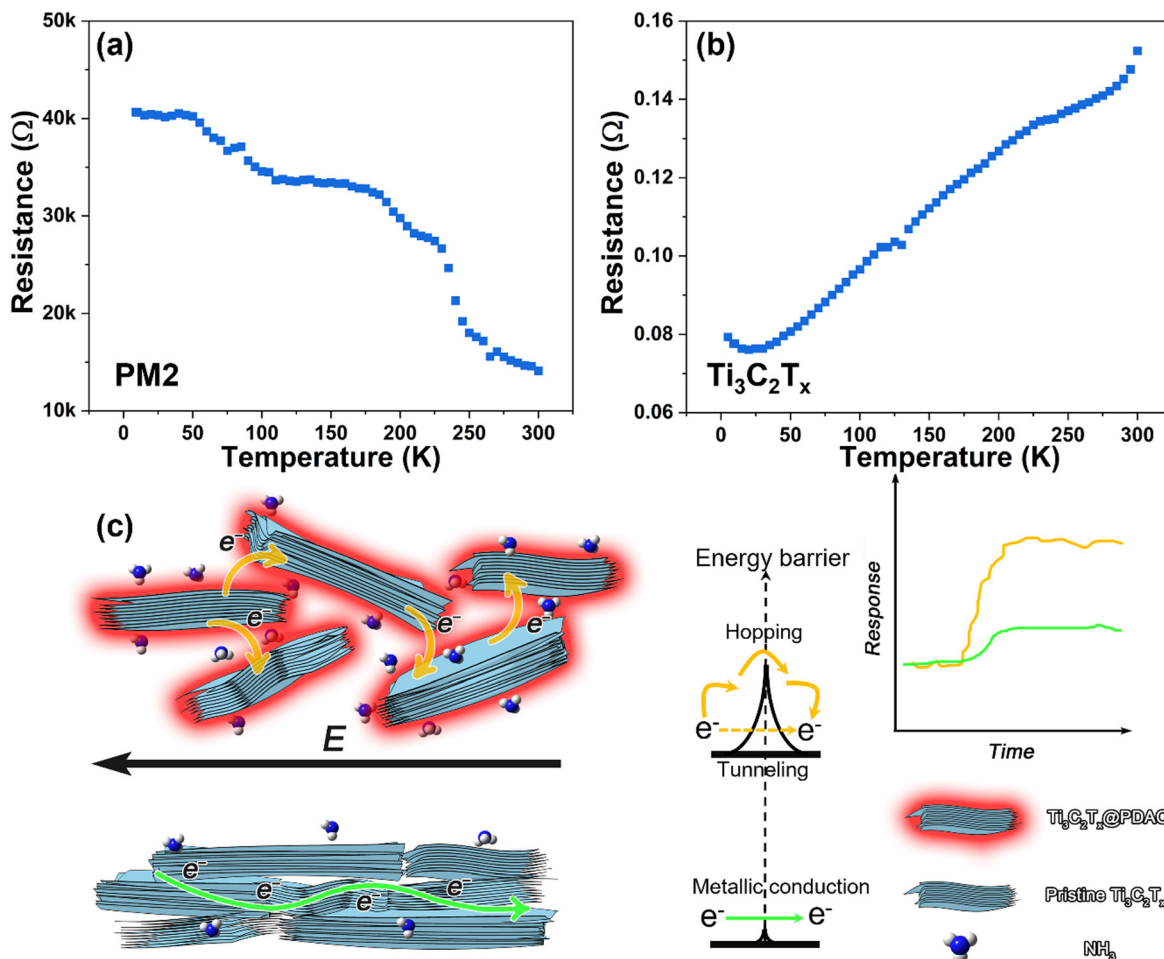 (a)
50k
40k
30k
20k
10k
Resistance (Ω)
PM2
0 50 100 150 200 250 300
Temperature (K)
(b)
0.16
0.14
0.12
0.10
0.08
0.06
Resistance (Ω)
Ti₃C₂Tₓ
0 50 100 150 200 250 300
Temperature (K)
(c)
e⁻
e⁻
e⁻
e⁻
E
e⁻
e⁻
e⁻
e⁻
Energy barrier
Hopping
e⁻ e⁻
Tunneling
Metallic conduction
e⁻ e⁻
Response
Time
Ti₃C₂Tₓ@PDAC
Pristine Ti₃C₂Tₓ
NH₃